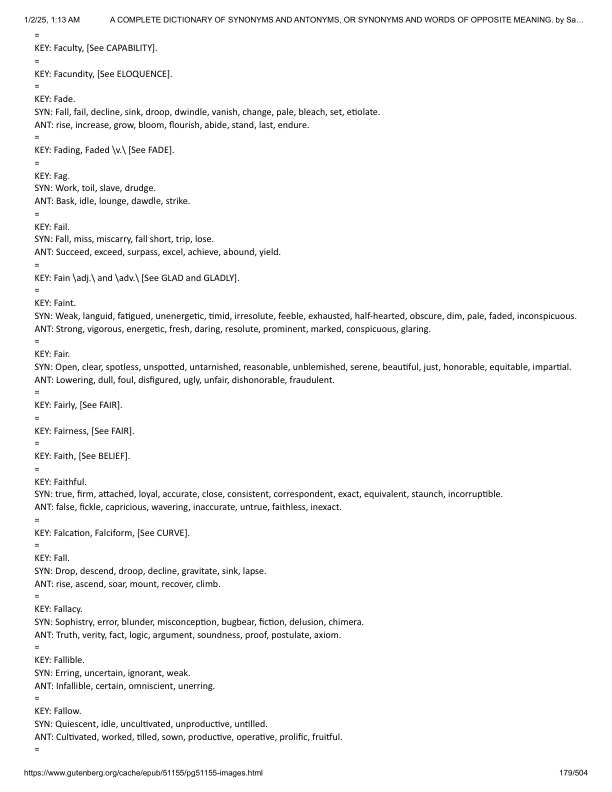 1/2/25, 1:13 AM A COMPLETE DICTIONARY OF SYNONYMS AND ANTONYMS, OR SYNONYMS AND WORDS OF OPPOSITE MEANING. by Sa…
=
KEY: Faculty, [See CAPABILITY].
=
KEY: Facundity, [See ELOQUENCE].
=
KEY: Fade.
SYN: Fall, fail, decline, sink, droop, dwindle, vanish, change, pale, bleach, set, etiolate.
ANT: rise, increase, grow, bloom, flourish, abide, stand, last, endure.
=
KEY: Fading, Faded \v.\ [See FADE].
=
KEY: Fag.
SYN: Work, toil, slave, drudge.
ANT: Bask, idle, lounge, dawdle, strike.
=
KEY: Fail.
SYN: Fall, miss, miscarry, fall short, trip, lose.
ANT: Succeed, exceed, surpass, excel, achieve, abound, yield.
=
KEY: Fain \adj.\ and \adv.\ [See GLAD and GLADLY].
=
KEY: Faint.
SYN: Weak, languid, fatigued, unenergetic, timid, irresolute, feeble, exhausted, half-hearted, obscure, dim, pale, faded, inconspicuous.
ANT: Strong, vigorous, energetic, fresh, daring, resolute, prominent, marked, conspicuous, glaring.
=
KEY: Fair.
SYN: Open, clear, spotless, unspotted, untarnished, reasonable, unblemished, serene, beautiful, just, honorable, equitable, impartial.
ANT: Lowering, dull, foul, disfigured, ugly, unfair, dishonorable, fraudulent.
=
KEY: Fairly, [See FAIR].
=
KEY: Fairness, [See FAIR].
=
KEY: Faith, [See BELIEF].
=
KEY: Faithful.
SYN: true, firm, attached, loyal, accurate, close, consistent, correspondent, exact, equivalent, staunch, incorruptible.
ANT: false, fickle, capricious, wavering, inaccurate, untrue, faithless, inexact.
=
KEY: Falcation, Falciform, [See CURVE].
=
KEY: Fall.
SYN: Drop, descend, droop, decline, gravitate, sink, lapse.
ANT: rise, ascend, soar, mount, recover, climb.
=
KEY: Fallacy.
SYN: Sophistry, error, blunder, misconception, bugbear, fiction, delusion, chimera.
ANT: Truth, verity, fact, logic, argument, soundness, proof, postulate, axiom.
=
KEY: Fallible.
SYN: Erring, uncertain, ignorant, weak.
ANT: Infallible, certain, omniscient, unerring.
=
KEY: Fallow.
SYN: Quiescent, idle, uncultivated, unproductive, untilled.
ANT: Cultivated, worked, tilled, sown, productive, operative, prolific, fruitful.
=
https://www.gutenberg.org/cache/epub/51155/pg51155-images.html 179/504